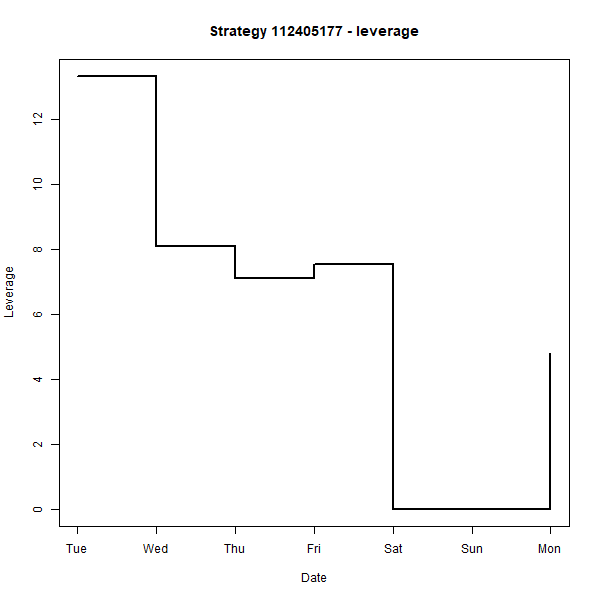 Strategy 112405177 - leverage
Leverage
12
10
8
6
4
2
0
Tue Wed Thu Fri Sat Sun Mon
Date